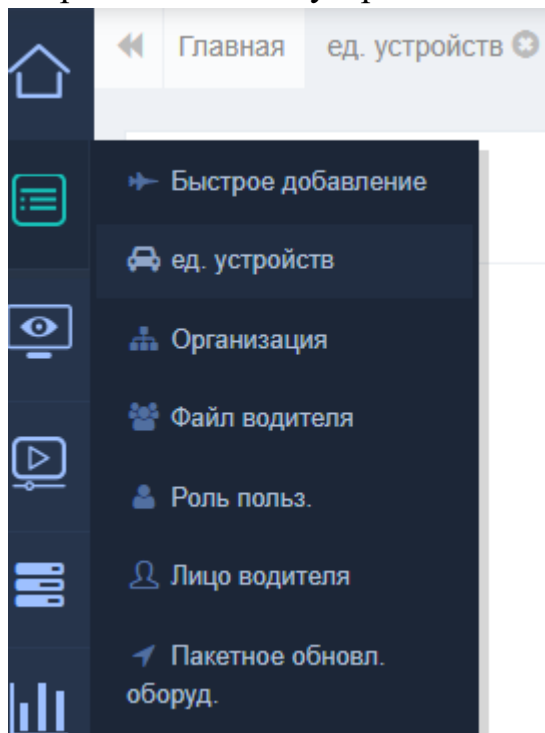 Главная ед. устройств
Быстрое добавление
ед. устройств
Организация
Файл водителя
Роль польз.
Лицо водителя
Пакетное обновл.
оборуд.